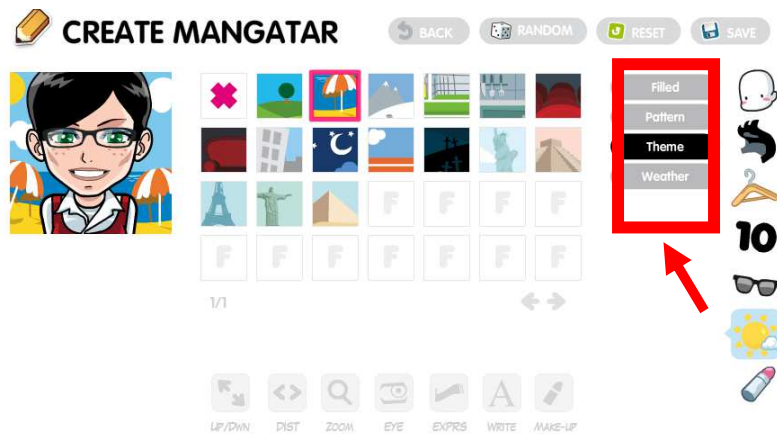 CREATE MANGATAR
BACK
RANDOM
RESET
SAVE
Filled
Pattern
Theme
Weather
10
F F F F
F F F F F F F
1/1
UP/DWN DIST ZOOM EYE EXPRS WRITE MAKE-UP
A